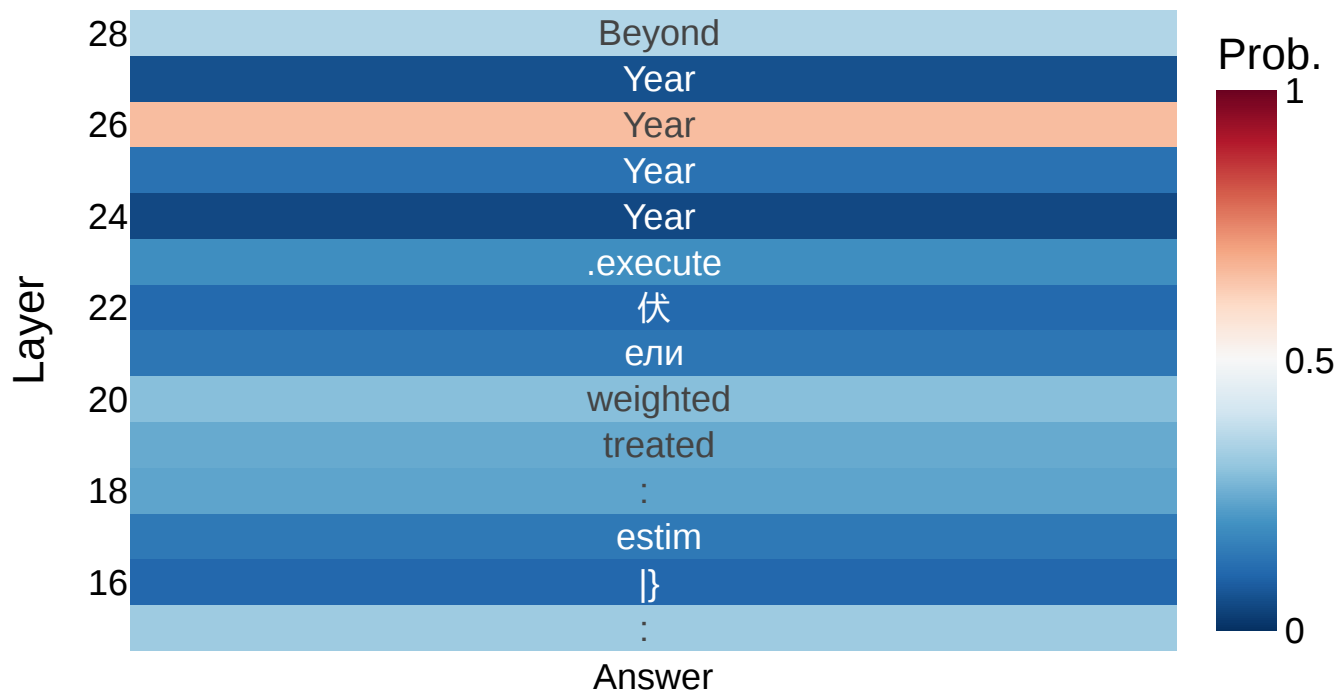 28 Beyond
Year
26 Year
Year
24 Year
.execute
22 伏
ели
20 weighted
treated
18 :
estim
16 |}
:
Answer
Layer
Prob.
1
0.5
0